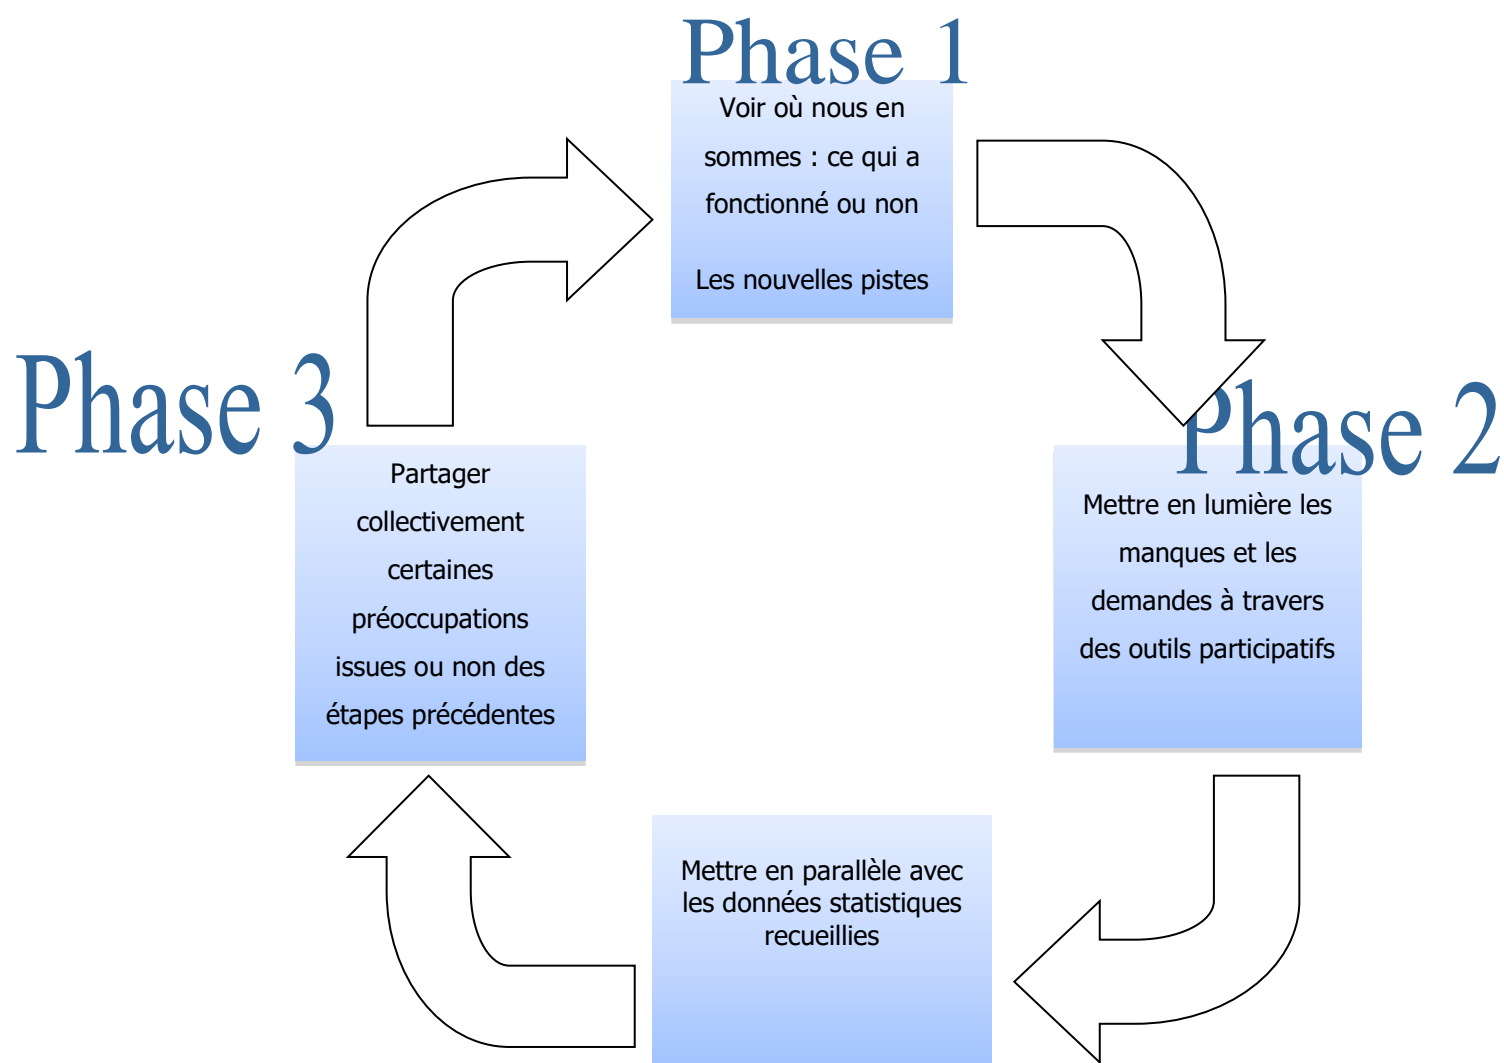 Phase 1
Voir où nous en
sommes : ce qui a
fonctionné ou non
Les nouvelles pistes
Phase 2
Mettre en lumière les
manques et les
demandes à travers
des outils participatifs
Mettre en parallèle avec
les données statistiques
recueillies
Phase 3
Partager
collectivement
certaines
préoccupations
issues ou non des
étapes précédentes